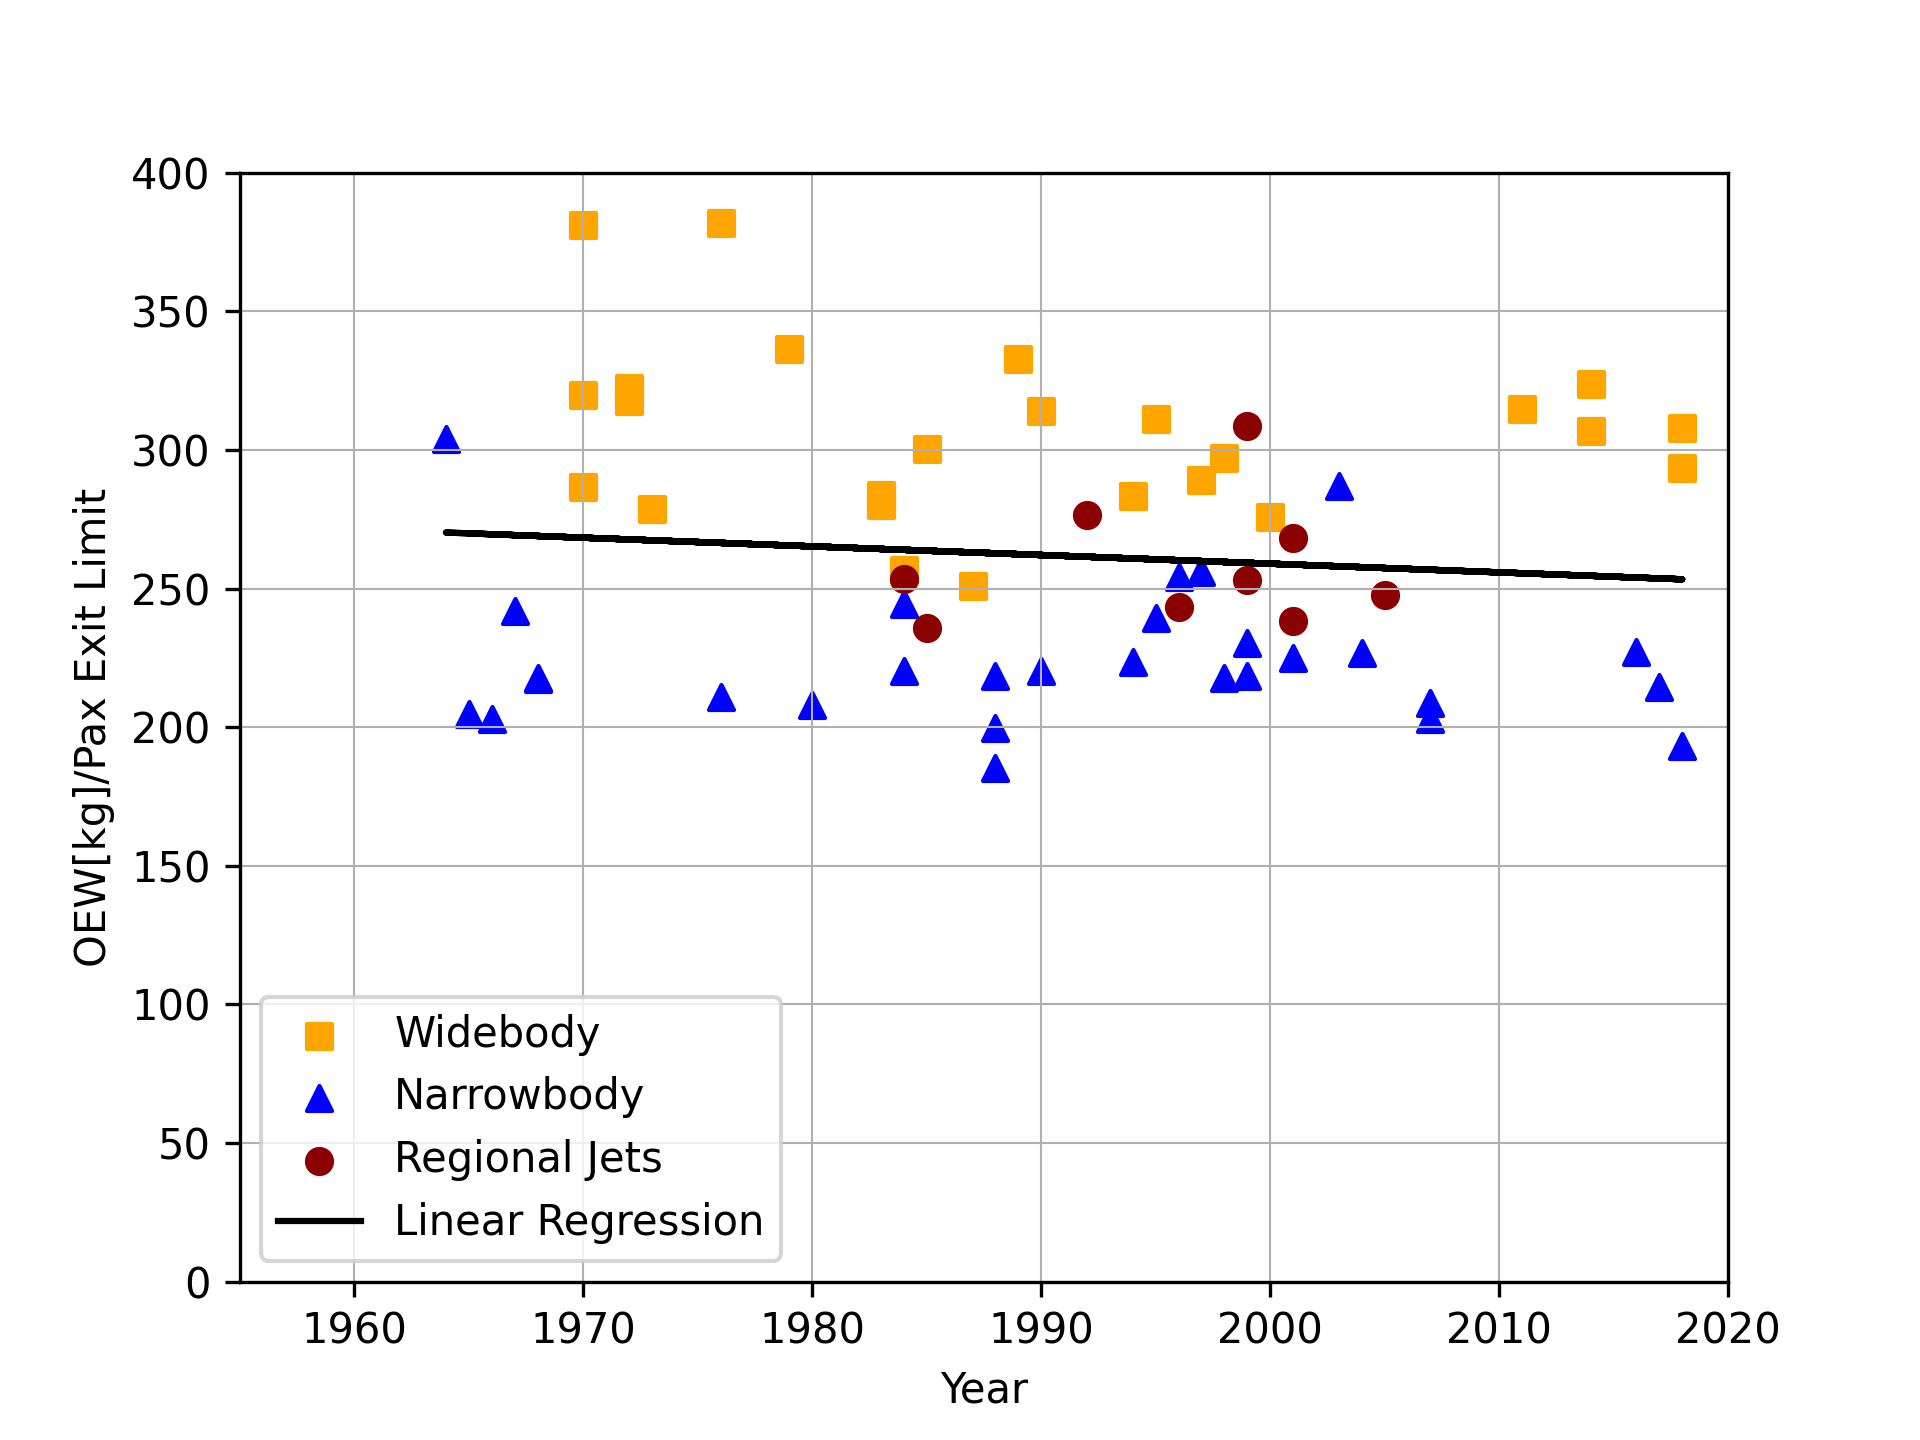 400
350
300
250
200
150
100
50
0
OEW[kg]/Pax Exit Limit
Widebody
Narrowbody
Regional Jets
Linear Regression
1960 1970 1980 1990 2000 2010 2020
Year